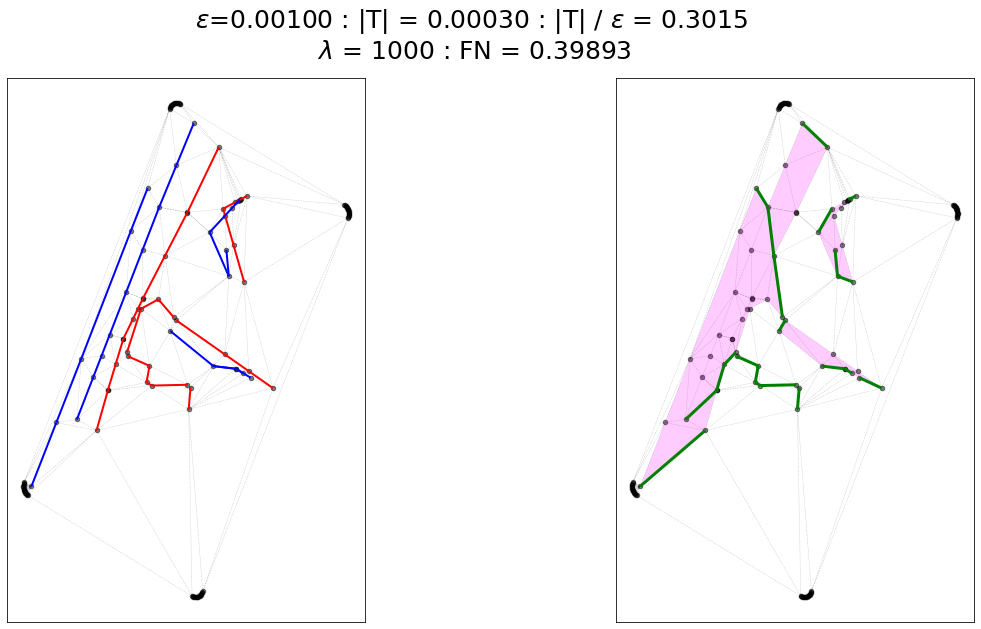 ε=0.00100 : |T| = 0.00030 : |T| / ε = 0.3015
λ = 1000 : FN = 0.39893